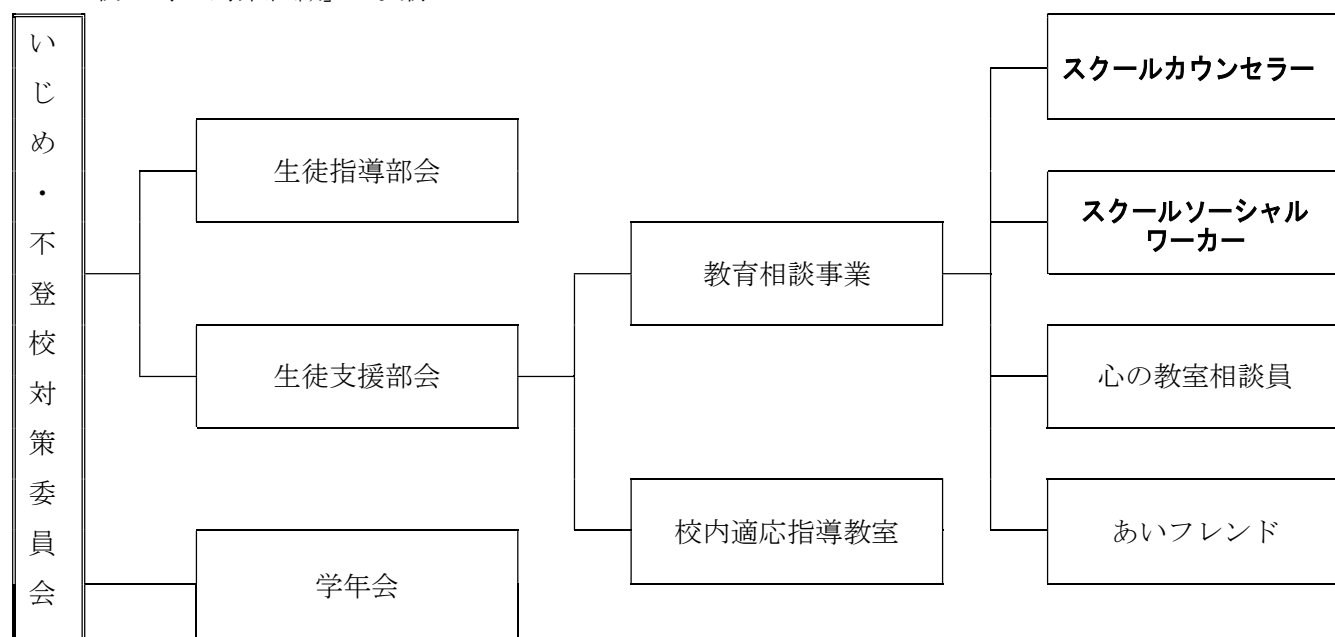 いじめ・不登校対策委員会
生徒指導部会
生徒支援部会
学年会
教育相談事業
校内適応指導教室
スクールカウンセラー
スクールソーシャル
ワーカー
心の教室相談員
あいフレンド